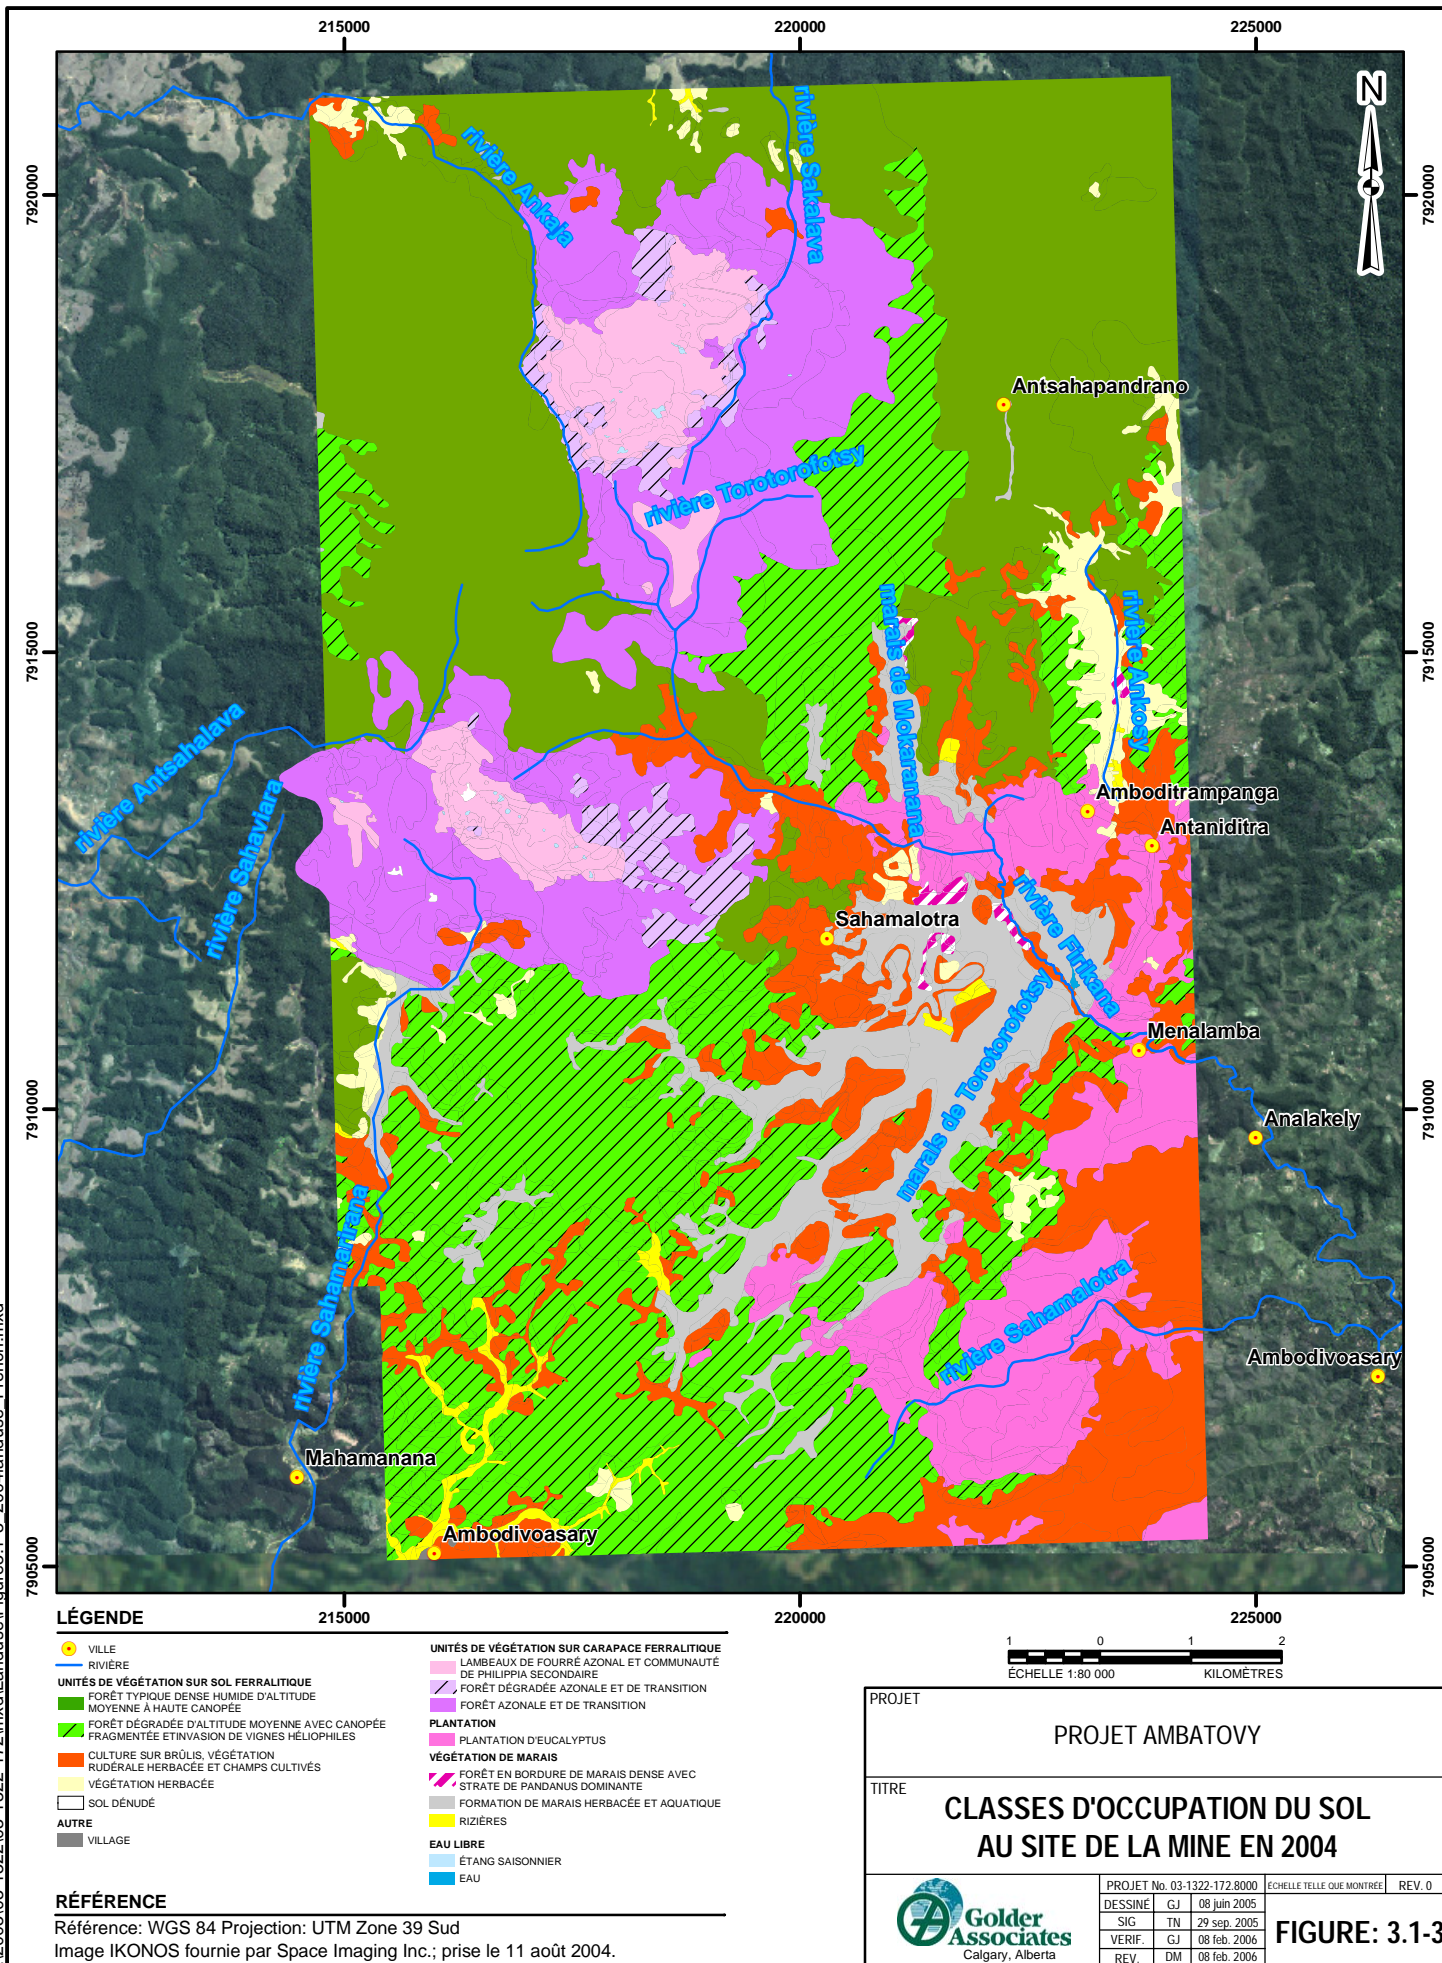 215000
220000
225000
7920000
7920000
7915000
7915000
7910000
7910000
7905000
7905000
N
rivière Ankaja
rivière Sakalava
Antsahapandrano
rivière Torotorofotsy
marais de Mokaranana
rivière Ankosy
rivière Antsahalava
rivière Sahaviara
Amboditrampanga
Antaniditra
Sahamalotra
rivière Firikana
marais de Torotorofotsy
Menalamba
Analakely
rivière Sahamarirana
rivière Sahamalotra
Ambodivoasary
Mahamanana
Ambodivoasary
215000
220000
225000
LÉGENDE
VILLE
RIVIÈRE
UNITÉS DE VÉGÉTATION SUR SOL FERRALITIQUE
FORÊT TYPIQUE DENSE HUMIDE D'ALTITUDE
MOYENNE À HAUTE CANOPÉE
FORÊT DÉGRADÉE D'ALTITUDE MOYENNE AVEC CANOPÉE
FRAGMENTÉE ETINVASION DE VIGNES HÉLIOPHILES
CULTURE SUR BRÛLIS, VÉGÉTATION
RUDÉRALE HERBACÉE ET CHAMPS CULTIVÉS
VÉGÉTATION HERBACÉE
SOL DÉNUDÉ
AUTRE
VILLAGE
UNITÉS DE VÉGÉTATION SUR CARAPACE FERRALITIQUE
LAMBEAUX DE FOURRÉ AZONAL ET COMMUNAUTÉ
DE PHILIPPIA SECONDAIRE
FORÊT DÉGRADÉE AZONALE ET DE TRANSITION
FORÊT AZONALE ET DE TRANSITION
PLANTATION
PLANTATION D'EUCALYPTUS
VÉGÉTATION DE MARAIS
FORÊT EN BORDURE DE MARAIS DENSE AVEC
STRATE DE PANDANUS DOMINANTE
FORMATION DE MARAIS HERBACÉE ET AQUATIQUE
RIZIÈRES
EAU LIBRE
ÉTANG SAISONNIER
EAU
RÉFÉRENCE
Référence: WGS 84 Projection: UTM Zone 39 Sud
Image IKONOS fournie par Space Imaging Inc.; prise le 11 août 2004.
1 0 1 2
ÉCHELLE 1:80 000 KILOMÈTRES
PROJET
PROJET AMBATOVY
TITRE
CLASSES D'OCCUPATION DU SOL
AU SITE DE LA MINE EN 2004
Golder
Associates
Calgary, Alberta
PROJET No. 03-1322-172.8000 ÉCHELLE TELLE QUE MONTRÉE REV. 0
DESSINÉ GJ 08 juin 2005
SIG TN 29 sep. 2005
VERIF. GJ 08 feb. 2006
REV. DM 08 feb. 2006
FIGURE: 3.1-3